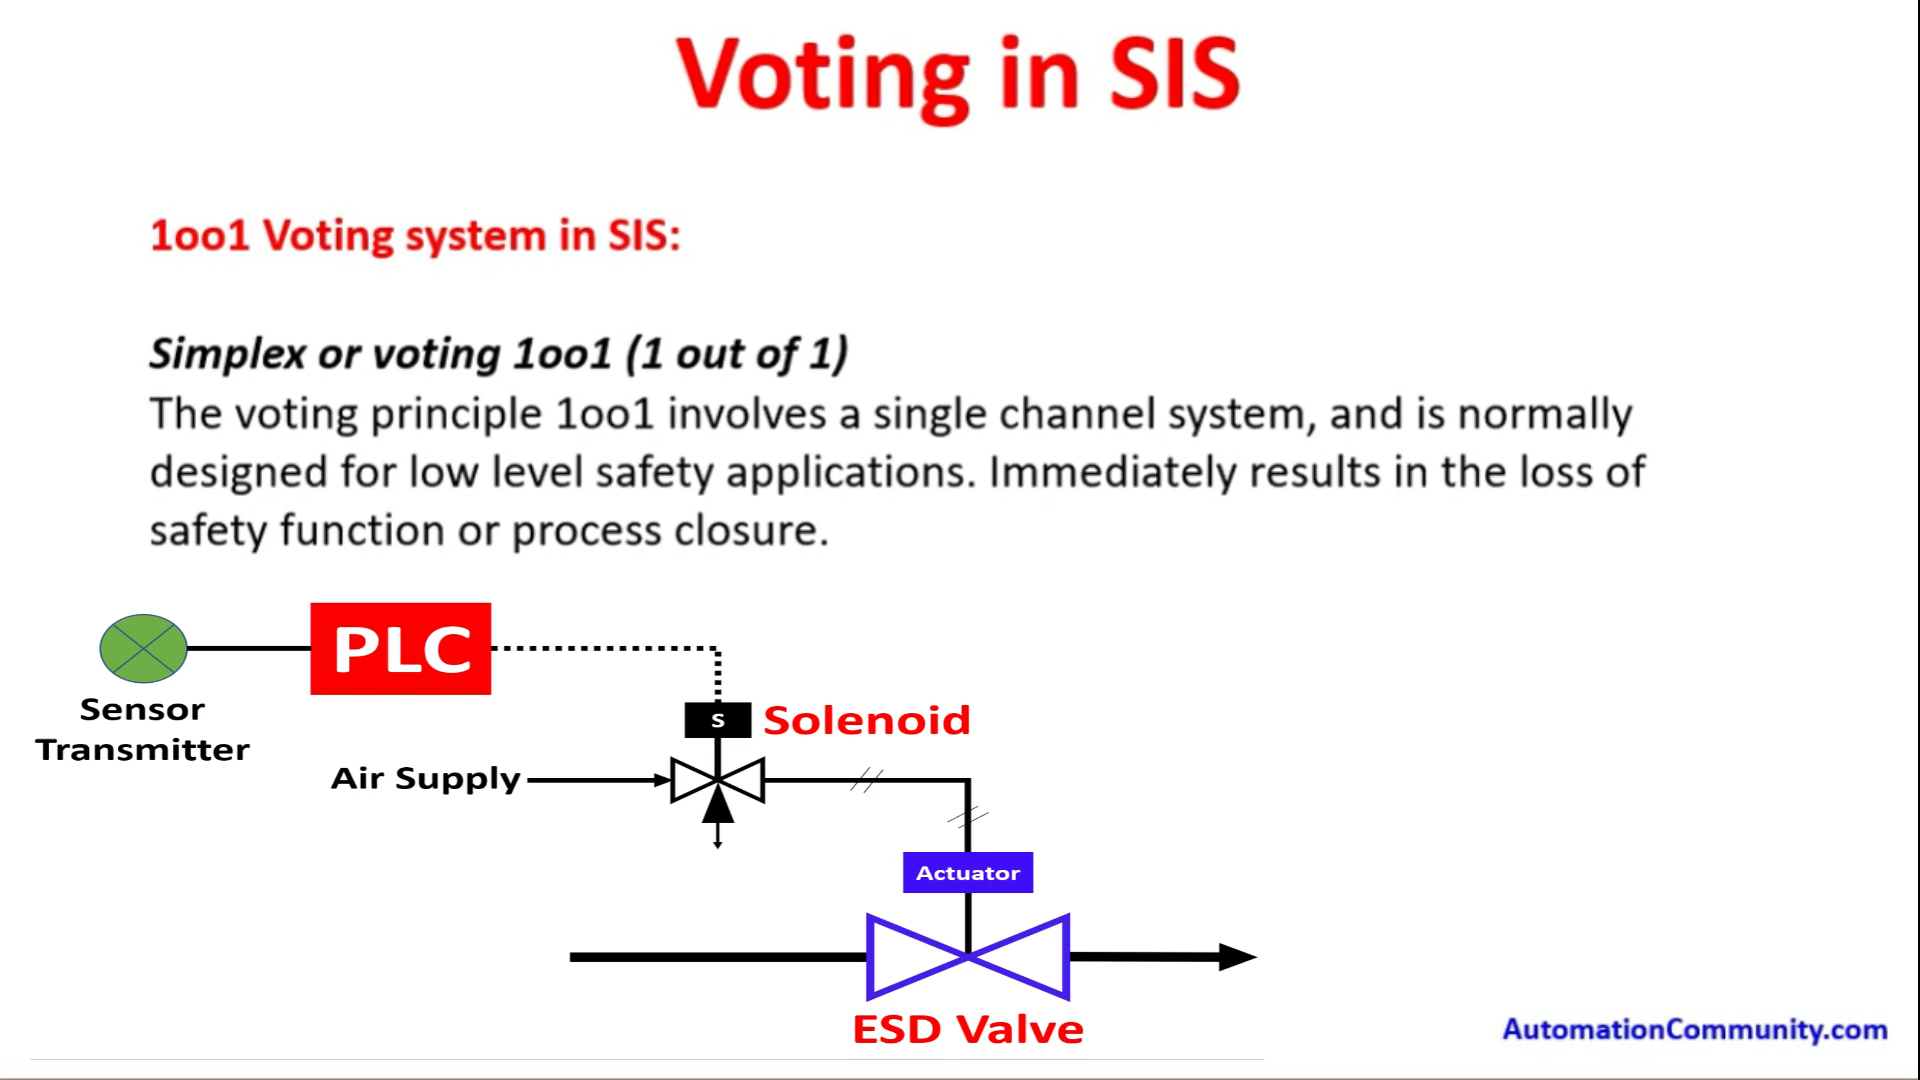 Voting in SIS
1oo1 Voting system in SIS:
Simplex or voting 1oo1 (1 out of 1)
The voting principle 1oo1 involves a single channel system, and is normally
designed for low level safety applications. Immediately results in the loss of
safety function or process closure.
PLC
Sensor
Transmitter
S
Solenoid
Air Supply
Actuator
ESD Valve
AutomationCommunity.com